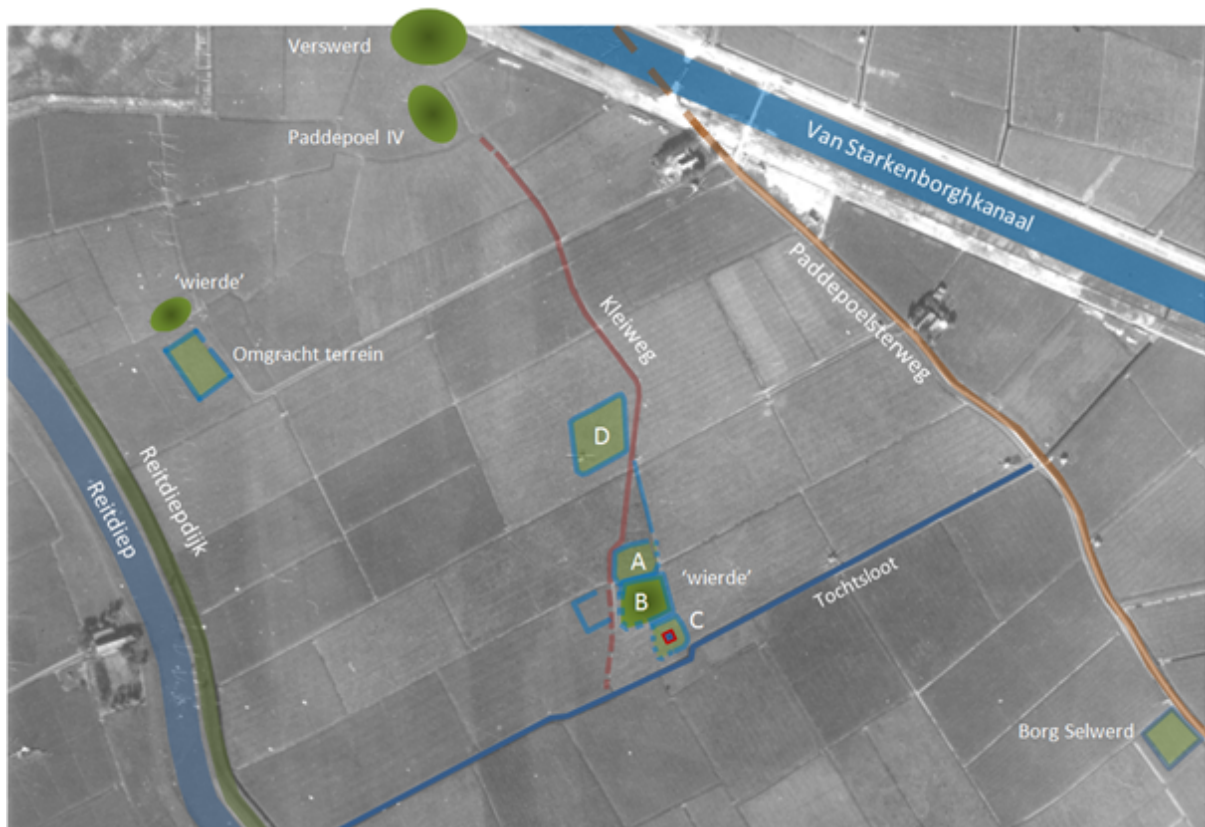 Verswerd
Paddepoel IV
Van Starkenborghkanaal
'wierde'
Omgracht terrein
Kleiweg
Paddepoelsterweg
D
Reitdiepdijk
Reitdiep
A
'wierde'
B
C
Tochtsloot
Borg Selwerd